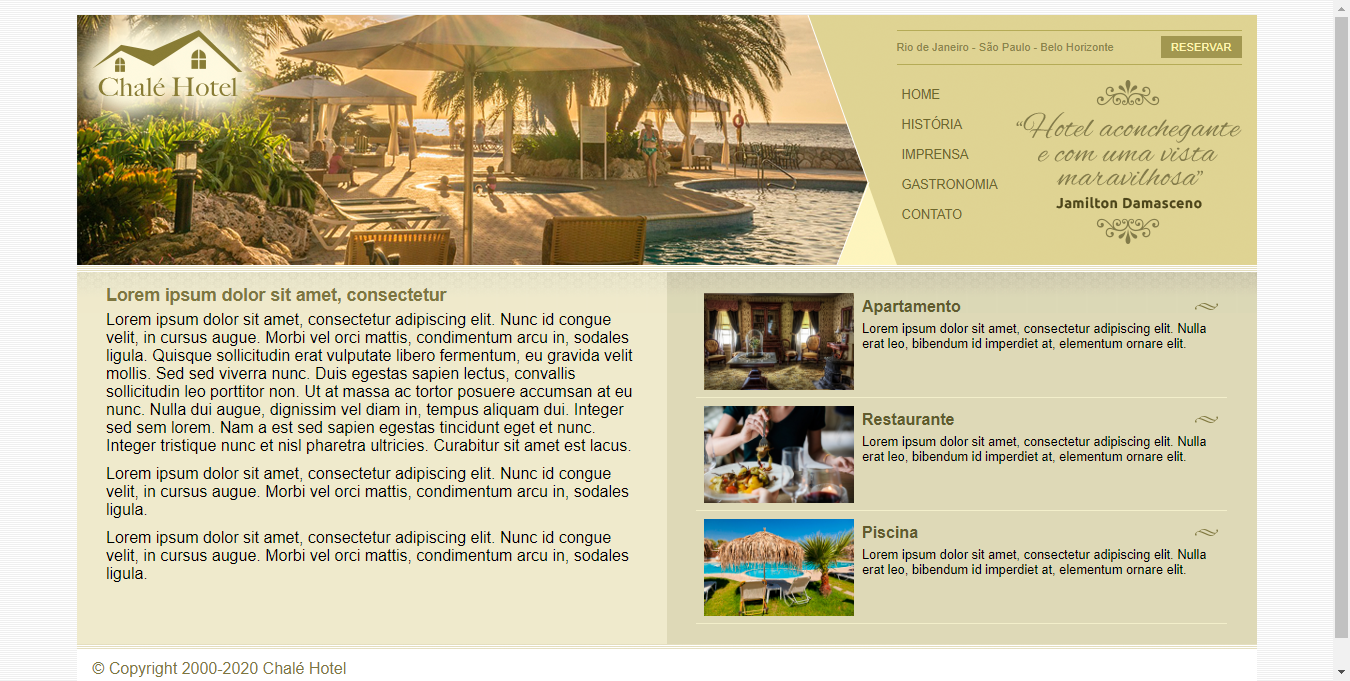 Chalé Hotel
Rio de Janeiro - São Paulo - Belo Horizonte
RESERVAR
HOME
HISTÓRIA
IMPRENSA
GASTRONOMIA
CONTATO
“Hotel aconchegante
e com uma vista
maravilhosa”
Jamilton Damasceno
Lorem ipsum dolor sit amet, consectetur
Lorem ipsum dolor sit amet, consectetur adipiscing elit. Nunc id congue
velit, in cursus augue. Morbi vel orci mattis, condimentum arcu in, sodales
ligula. Quisque sollicitudin erat vulputate libero fermentum, eu gravida velit
mollis. Sed sed viverra nunc. Duis egestas sapien lectus, convallis
sollicitudin leo porttitor non. Ut at massa ac tortor posuere accumsan at eu
nunc. Nulla dui augue, dignissim vel diam in, tempus aliquam dui. Integer
sed sem lorem. Nam a est sed sapien egestas tincidunt eget et nunc.
Integer tristique nunc et nisl pharetra ultricies. Curabitur sit amet est lacus.
Lorem ipsum dolor sit amet, consectetur adipiscing elit. Nunc id congue
velit, in cursus augue. Morbi vel orci mattis, condimentum arcu in, sodales
ligula.
Lorem ipsum dolor sit amet, consectetur adipiscing elit. Nunc id congue
velit, in cursus augue. Morbi vel orci mattis, condimentum arcu in, sodales
ligula.
Apartamento
Lorem ipsum dolor sit amet, consectetur adipiscing elit. Nulla
erat leo, bibendum id imperdiet at, elementum ornare elit.
Restaurante
Lorem ipsum dolor sit amet, consectetur adipiscing elit. Nulla
erat leo, bibendum id imperdiet at, elementum ornare elit.
Piscina
Lorem ipsum dolor sit amet, consectetur adipiscing elit. Nulla
erat leo, bibendum id imperdiet at, elementum ornare elit.
© Copyright 2000-2020 Chalé Hotel